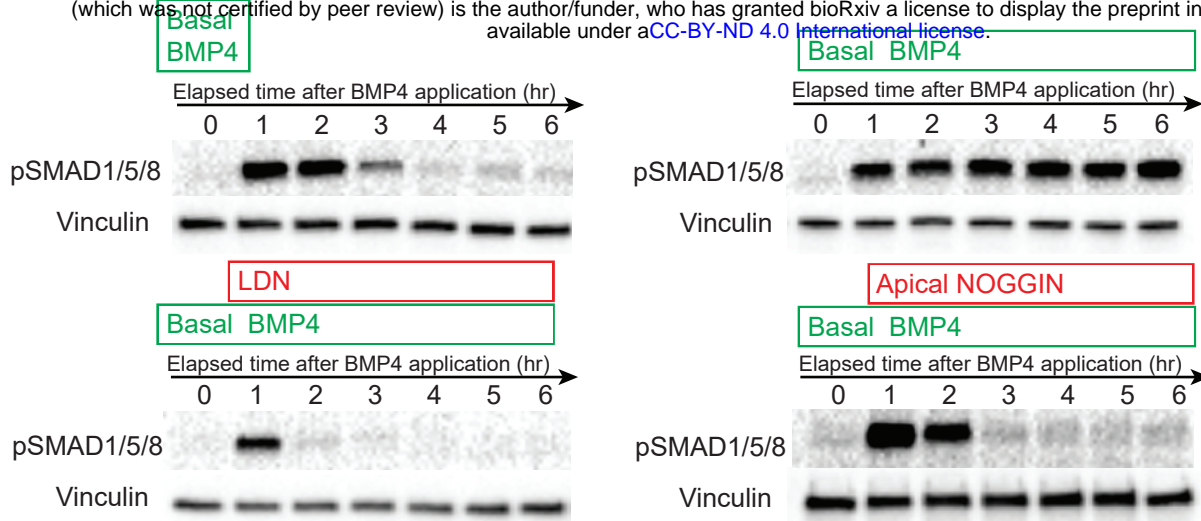 (which was not certified by peer review) is the author/funder, who has granted bioRxiv a license to display the preprint in
available under aCC-BY-ND 4.0 International license.
Basal
BMP4
Elapsed time after BMP4 application (hr)
0 1 2 3 4 5 6
pSMAD1/5/8
Vinculin
Basal BMP4
Elapsed time after BMP4 application (hr)
0 1 2 3 4 5 6
pSMAD1/5/8
Vinculin
LDN
Basal BMP4
Elapsed time after BMP4 application (hr)
0 1 2 3 4 5 6
pSMAD1/5/8
Vinculin
Apical NOGGIN
Basal BMP4
Elapsed time after BMP4 application (hr)
0 1 2 3 4 5 6
pSMAD1/5/8
Vinculin